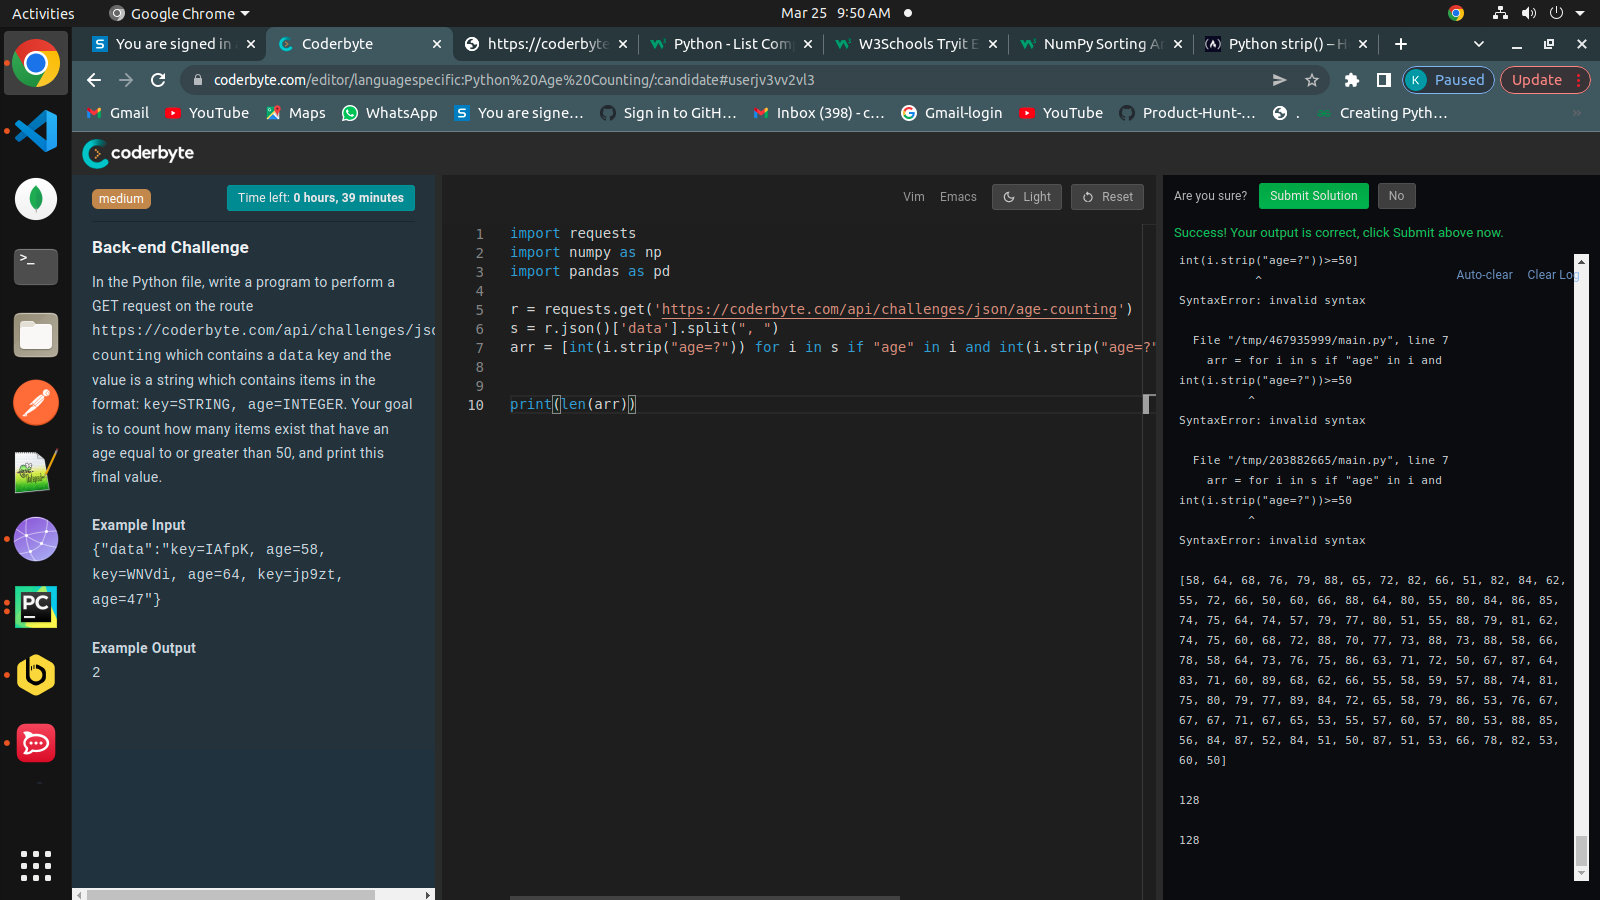 Activities
Google Chrome
Mar 25 9:50 AM
You are signed in
Coderbyte
https://coderbyte
Python - List Com
W3Schools Tryit E
NumPy Sorting A
Python strip() – H
coderbyte.com/editor/languagespecific:Python%20Age%20Counting/:candidate#userjv3vv2vl3
K Paused
Update
Gmail
YouTube
Maps
WhatsApp
You are signe...
Sign in to GitH...
Inbox (398) - c...
Gmail-login
YouTube
Product-Hunt-...
.
Creating Pyth...
coderbyte
medium
Time left: 0 hours, 39 minutes
Back-end Challenge
In the Python file, write a program to perform a
GET request on the route
https://coderbyte.com/api/challenges/jso
counting which contains a data key and the
value is a string which contains items in the
format: key=STRING, age=INTEGER. Your goal
is to count how many items exist that have an
age equal to or greater than 50, and print this
final value.
Example Input
{"data":"key=IAfpK, age=58,
key=WNVdi, age=64, key=jp9zt,
age=47"}
Example Output
2
Vim
Emacs
Light
Reset
1 import requests
2 import numpy as np
3 import pandas as pd
4
5 r = requests.get('https://coderbyte.com/api/challenges/json/age-counting')
6 s = r.json()['data'].split(", ")
7 arr = [int(i.strip("age=?")) for i in s if "age" in i and int(i.strip("age=?"
8
9
10 print(len(arr))
Are you sure?
Submit Solution
No
Success! Your output is correct, click Submit above now.
Auto-clear
Clear Log
int(i.strip("age=?"))>=50]
^
SyntaxError: invalid syntax
File "/tmp/467935999/main.py", line 7
arr = for i in s if "age" in i and
int(i.strip("age=?"))>=50
^
SyntaxError: invalid syntax
File "/tmp/203882665/main.py", line 7
arr = for i in s if "age" in i and
int(i.strip("age=?"))>=50
^
SyntaxError: invalid syntax
[58, 64, 68, 76, 79, 88, 65, 72, 82, 66, 51, 82, 84, 62,
55, 72, 66, 50, 60, 66, 88, 64, 80, 55, 80, 84, 86, 85,
74, 75, 64, 74, 57, 79, 77, 80, 51, 55, 88, 79, 81, 62,
74, 75, 60, 68, 72, 88, 70, 77, 73, 88, 73, 88, 58, 66,
78, 58, 64, 73, 76, 75, 86, 63, 71, 72, 50, 67, 87, 64,
83, 71, 60, 89, 68, 62, 66, 55, 58, 59, 57, 88, 74, 81,
75, 80, 79, 77, 89, 84, 72, 65, 58, 79, 86, 53, 76, 67,
67, 67, 71, 67, 65, 53, 55, 57, 60, 57, 80, 53, 88, 85,
56, 84, 87, 52, 84, 51, 50, 87, 51, 53, 66, 78, 82, 53,
60, 50]
128
128